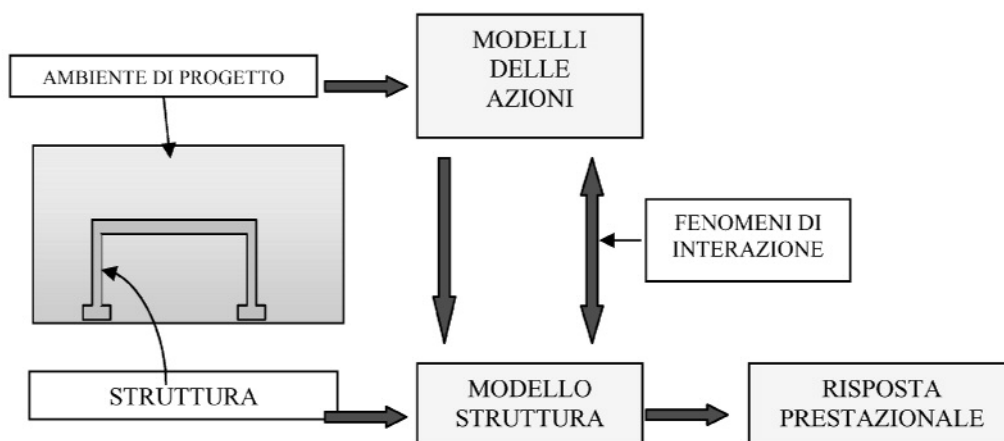 MODELLI
DELLE
AZIONI
AMBIENTE DI PROGETTO
FENOMENI DI
INTERAZIONE
STRUTTURA
MODELLO
STRUTTURA
RISPOSTA
PRESTAZIONALE